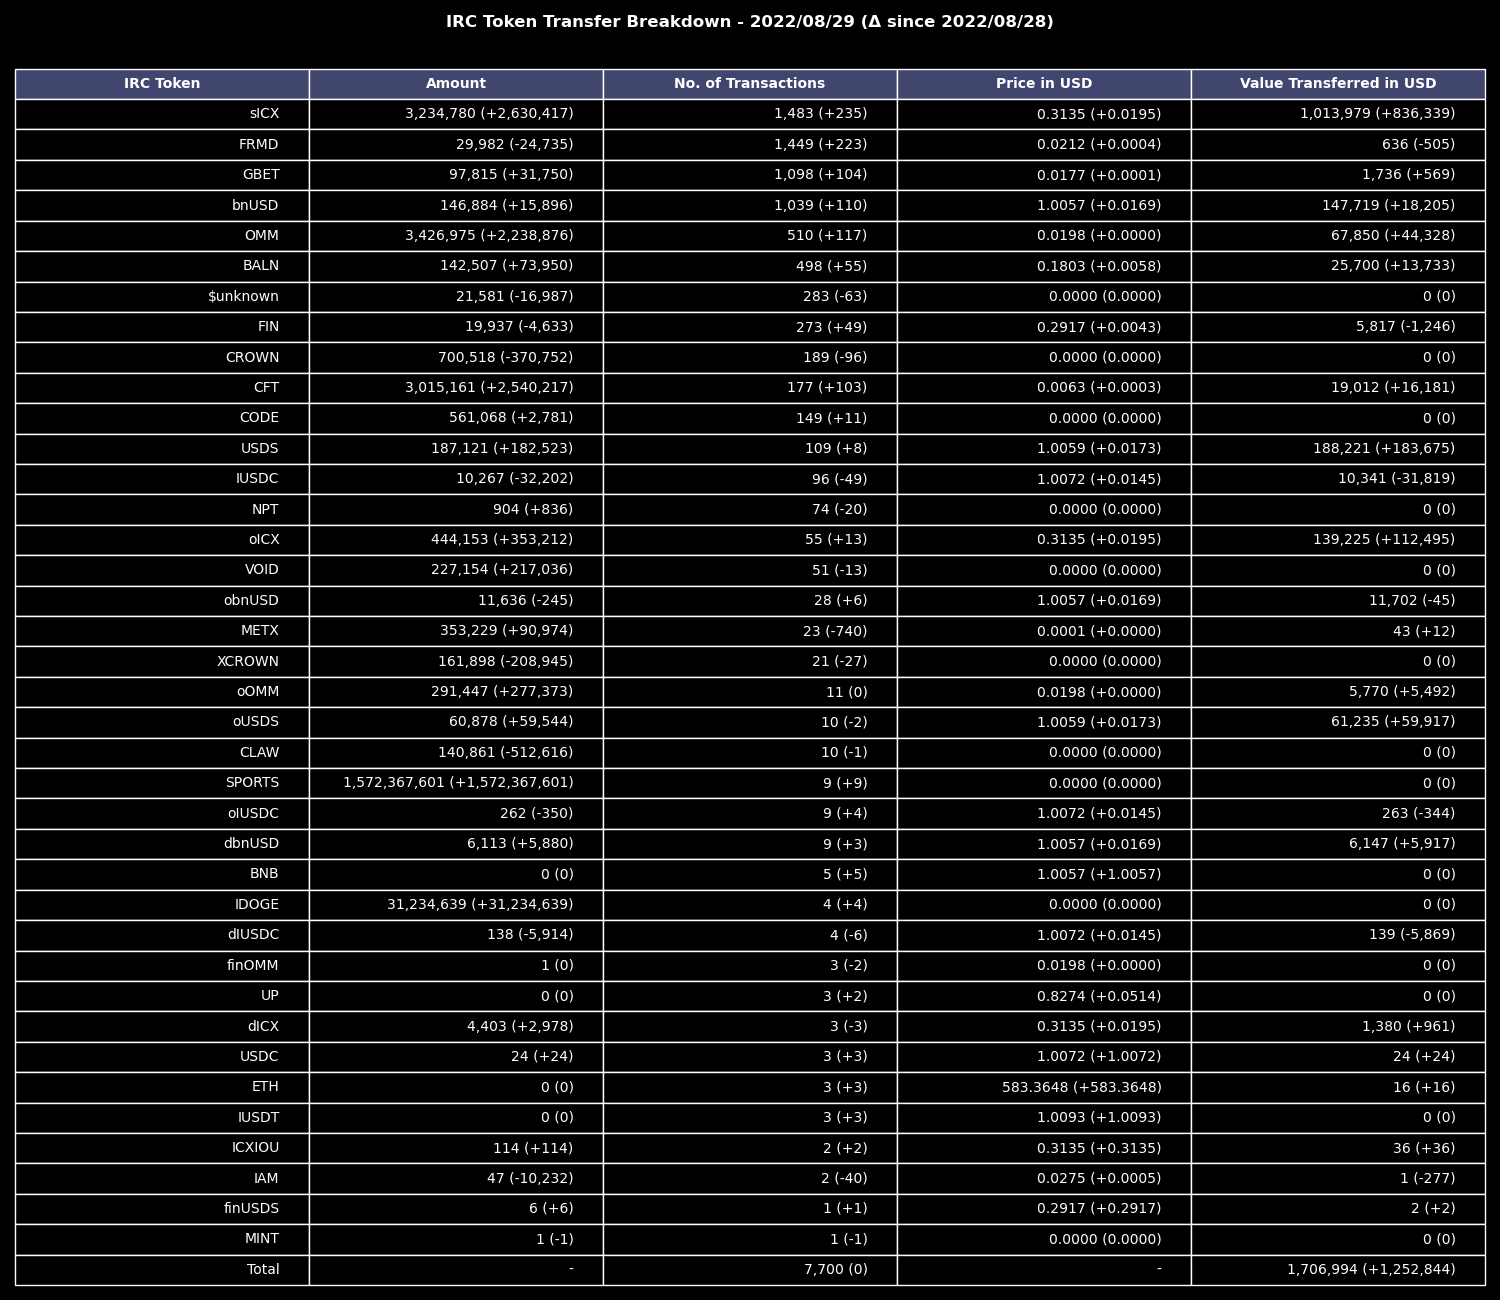 IRC Token Transfer Breakdown - 2022/08/29 (Δ since 2022/08/28)
IRC Token Amount No. of Transactions Price in USD Value Transferred in USD
sICX 3,234,780 (+2,630,417) 1,483 (+235) 0.3135 (+0.0195) 1,013,979 (+836,339)
FRMD 29,982 (-24,735) 1,449 (+223) 0.0212 (+0.0004) 636 (-505)
GBET 97,815 (+31,750) 1,098 (+104) 0.0177 (+0.0001) 1,736 (+569)
bnUSD 146,884 (+15,896) 1,039 (+110) 1.0057 (+0.0169) 147,719 (+18,205)
OMM 3,426,975 (+2,238,876) 510 (+117) 0.0198 (+0.0000) 67,850 (+44,328)
BALN 142,507 (+73,950) 498 (+55) 0.1803 (+0.0058) 25,700 (+13,733)
$unknown 21,581 (-16,987) 283 (-63) 0.0000 (0.0000) 0 (0)
FIN 19,937 (-4,633) 273 (+49) 0.2917 (+0.0043) 5,817 (-1,246)
CROWN 700,518 (-370,752) 189 (-96) 0.0000 (0.0000) 0 (0)
CFT 3,015,161 (+2,540,217) 177 (+103) 0.0063 (+0.0003) 19,012 (+16,181)
CODE 561,068 (+2,781) 149 (+11) 0.0000 (0.0000) 0 (0)
USDS 187,121 (+182,523) 109 (+8) 1.0059 (+0.0173) 188,221 (+183,675)
IUSDC 10,267 (-32,202) 96 (-49) 1.0072 (+0.0145) 10,341 (-31,819)
NPT 904 (+836) 74 (-20) 0.0000 (0.0000) 0 (0)
oICX 444,153 (+353,212) 55 (+13) 0.3135 (+0.0195) 139,225 (+112,495)
VOID 227,154 (+217,036) 51 (-13) 0.0000 (0.0000) 0 (0)
obnUSD 11,636 (-245) 28 (+6) 1.0057 (+0.0169) 11,702 (-45)
METX 353,229 (+90,974) 23 (-740) 0.0001 (+0.0000) 43 (+12)
XCROWN 161,898 (-208,945) 21 (-27) 0.0000 (0.0000) 0 (0)
oOMM 291,447 (+277,373) 11 (0) 0.0198 (+0.0000) 5,770 (+5,492)
oUSDS 60,878 (+59,544) 10 (-2) 1.0059 (+0.0173) 61,235 (+59,917)
CLAW 140,861 (-512,616) 10 (-1) 0.0000 (0.0000) 0 (0)
SPORTS 1,572,367,601 (+1,572,367,601) 9 (+9) 0.0000 (0.0000) 0 (0)
oIUSDC 262 (-350) 9 (+4) 1.0072 (+0.0145) 263 (-344)
dbnUSD 6,113 (+5,880) 9 (+3) 1.0057 (+0.0169) 6,147 (+5,917)
BNB 0 (0) 5 (+5) 1.0057 (+1.0057) 0 (0)
IDOGE 31,234,639 (+31,234,639) 4 (+4) 0.0000 (0.0000) 0 (0)
dIUSDC 138 (-5,914) 4 (-6) 1.0072 (+0.0145) 139 (-5,869)
finOMM 1 (0) 3 (-2) 0.0198 (+0.0000) 0 (0)
UP 0 (0) 3 (+2) 0.8274 (+0.0514) 0 (0)
dICX 4,403 (+2,978) 3 (-3) 0.3135 (+0.0195) 1,380 (+961)
USDC 24 (+24) 3 (+3) 1.0072 (+1.0072) 24 (+24)
ETH 0 (0) 3 (+3) 583.3648 (+583.3648) 16 (+16)
IUSDT 0 (0) 3 (+3) 1.0093 (+1.0093) 0 (0)
ICXIOU 114 (+114) 2 (+2) 0.3135 (+0.3135) 36 (+36)
IAM 47 (-10,232) 2 (-40) 0.0275 (+0.0005) 1 (-277)
finUSDS 6 (+6) 1 (+1) 0.2917 (+0.2917) 2 (+2)
MINT 1 (-1) 1 (-1) 0.0000 (0.0000) 0 (0)
Total - 7,700 (0) - 1,706,994 (+1,252,844)